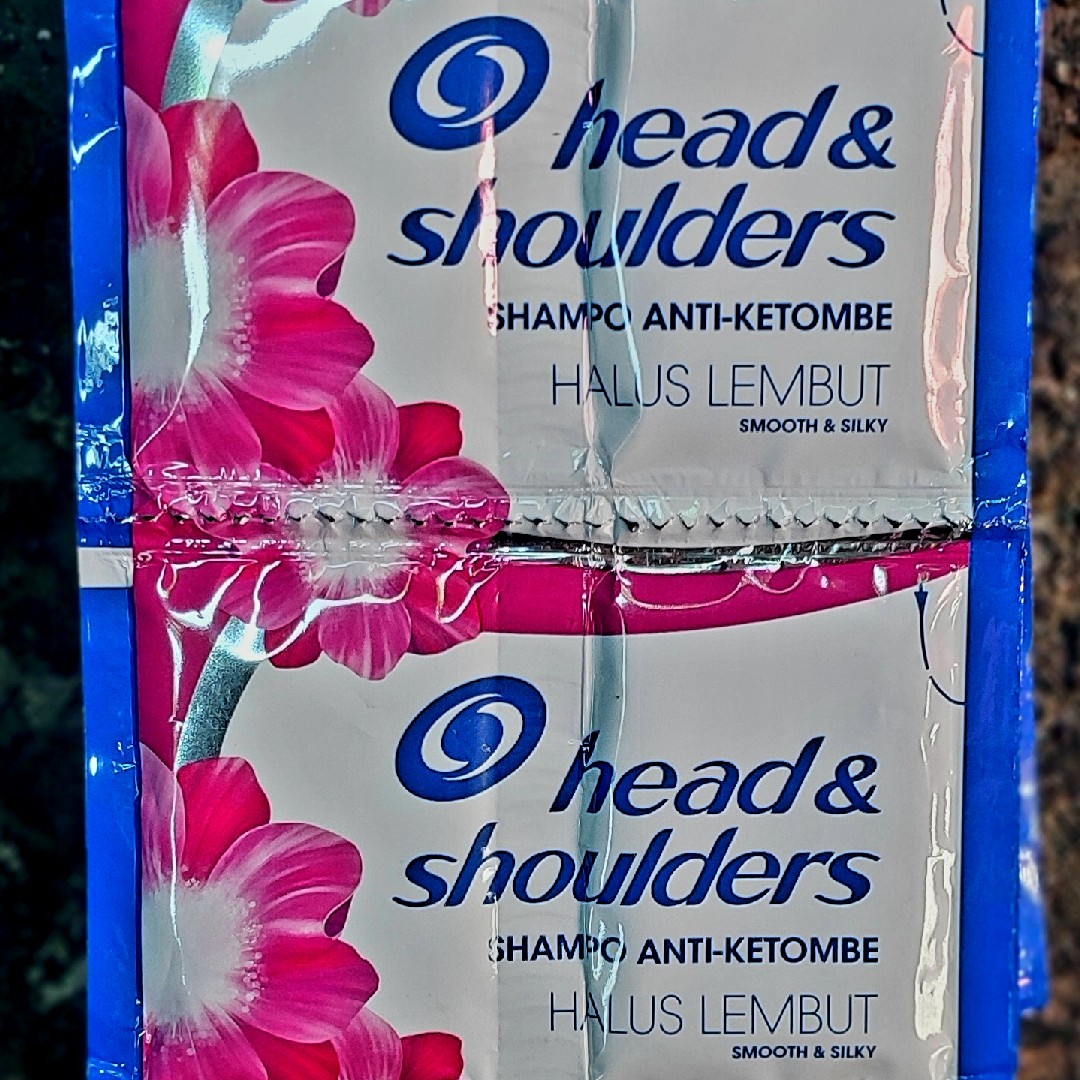 head &
shoulders
SHAMPO ANTI-KETOMBE
HALUS LEMBUT
SMOOTH & SILKY
head &
shoulders
SHAMPO ANTI-KETOMBE
HALUS LEMBUT
SMOOTH & SILKY